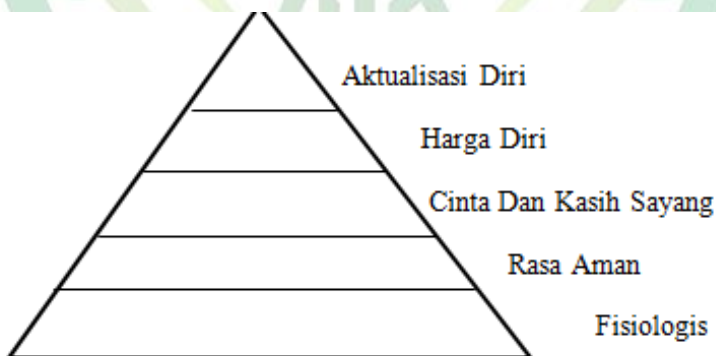 Aktualisasi Diri
Harga Diri
Cinta Dan Kasih Sayang
Rasa Aman
Fisiologis